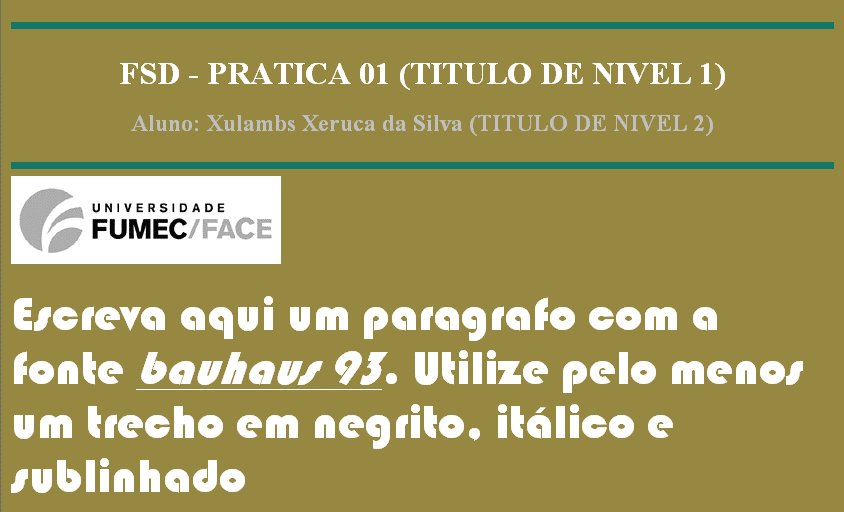 FSD - PRATICA 01 (TITULO DE NIVEL 1)
Aluno: Xulambs Xeruca da Silva (TITULO DE NIVEL 2)
UNIVERSIDADE
FUMEC/FACE
Escreva aqui um paragrafo com a
fonte bauhaus 93. Utilize pelo menos
um trecho em negrito, itálico e
sublinhado